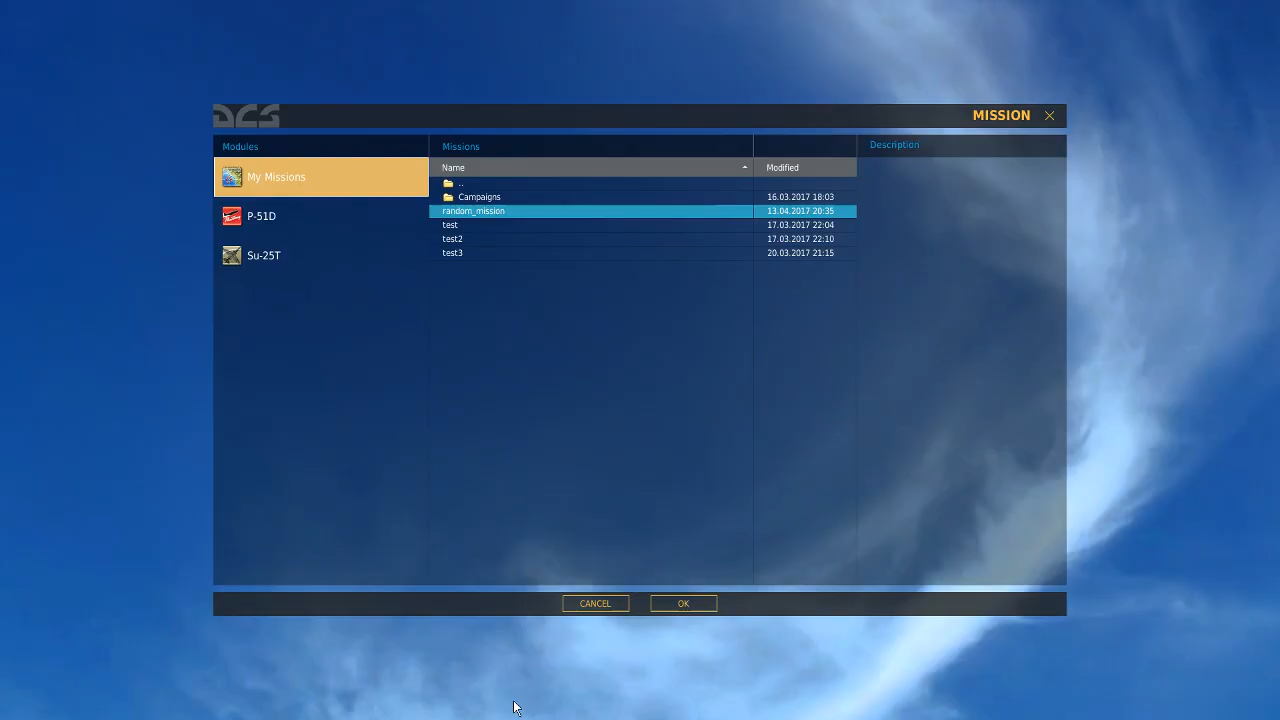 DCS
MISSION
Modules
Missions
Description
Name
Modified
My Missions
P-51D
Su-25T
..
Campaigns 16.03.2017 18:03
random_mission 13.04.2017 20:35
test 17.03.2017 22:04
test2 17.03.2017 22:10
test3 20.03.2017 21:15
CANCEL
OK